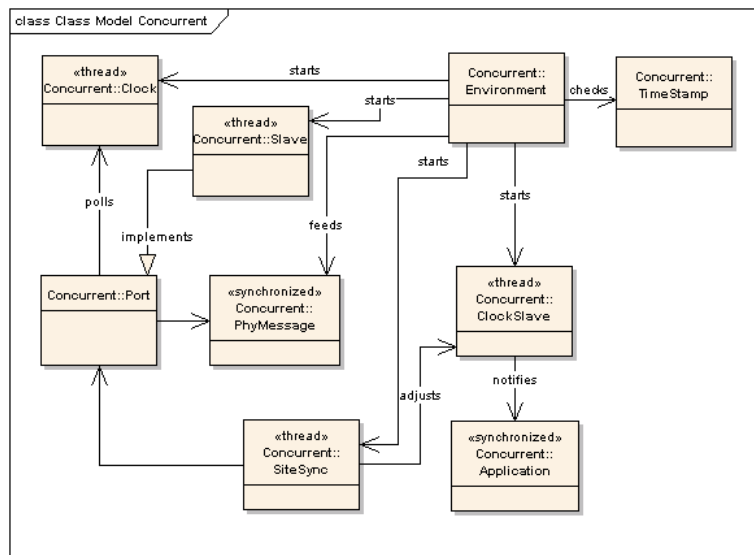 class Class Model Concurrent
«thread»
Concurrent::Clock
starts
Concurrent::
Environment
checks
Concurrent::
TimeStamp
«thread»
Concurrent::Slave
starts
starts
starts
polls
implements
feeds
Concurrent::Port
«synchronized»
Concurrent::
PhyMessage
«thread»
Concurrent::
ClockSlave
adjusts
notifies
«thread»
Concurrent::
SiteSync
«synchronized»
Concurrent::
Application